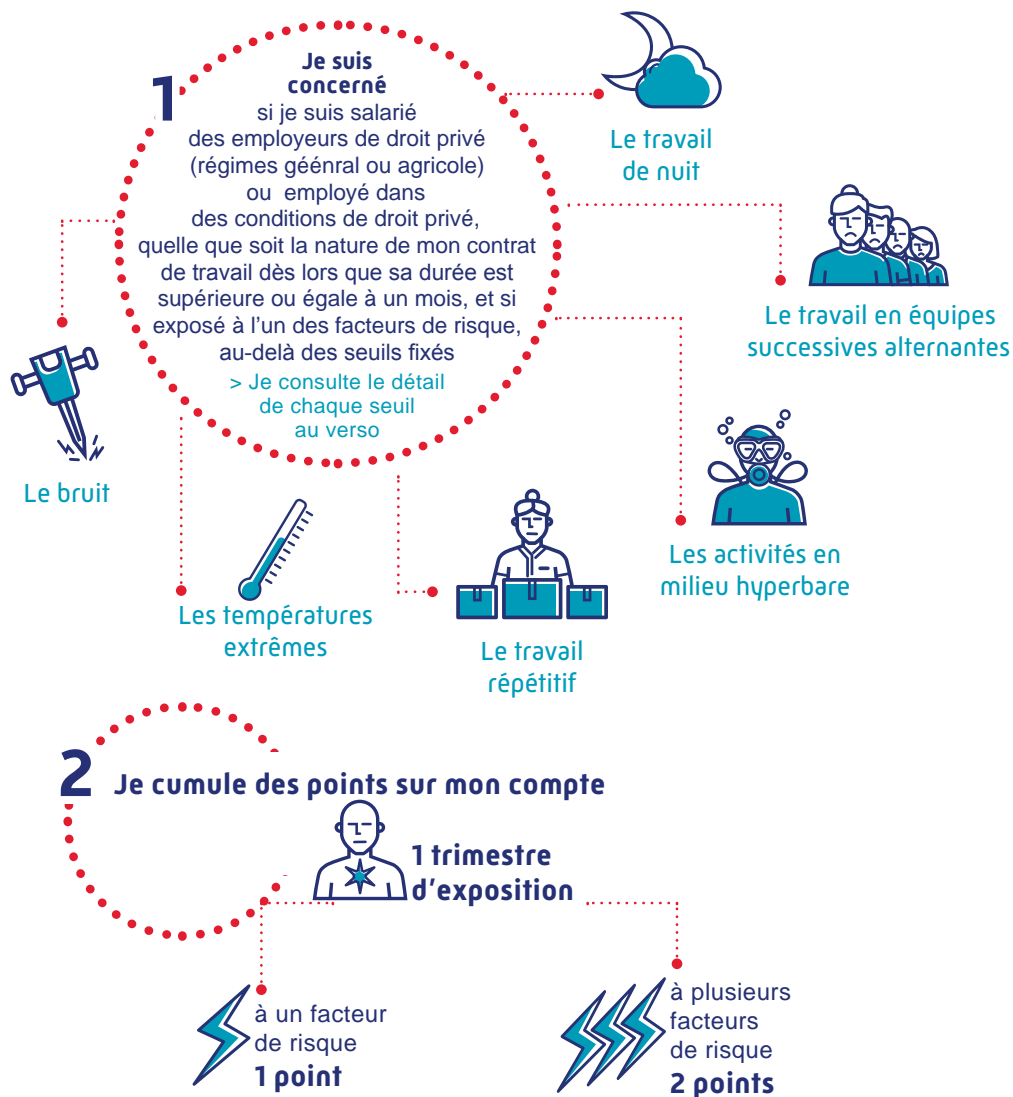 1
Je suis
concerné
si je suis salarié
des employeurs de droit privé
(régimes géénral ou agricole)
ou employé dans
des conditions de droit privé,
quelle que soit la nature de mon contrat
de travail dès lors que sa durée est
supérieure ou égale à un mois, et si
exposé à l’un des facteurs de risque,
au-delà des seuils fixés
> Je consulte le détail
de chaque seuil
au verso
Le travail
de nuit
Le travail en équipes
successives alternantes
Les activités en
milieu hyperbare
Le travail
répétitif
Les températures
extrêmes
Le bruit
2 Je cumule des points sur mon compte
1 trimestre
d’exposition
à un facteur
de risque
1 point
à plusieurs
facteurs
de risque
2 points